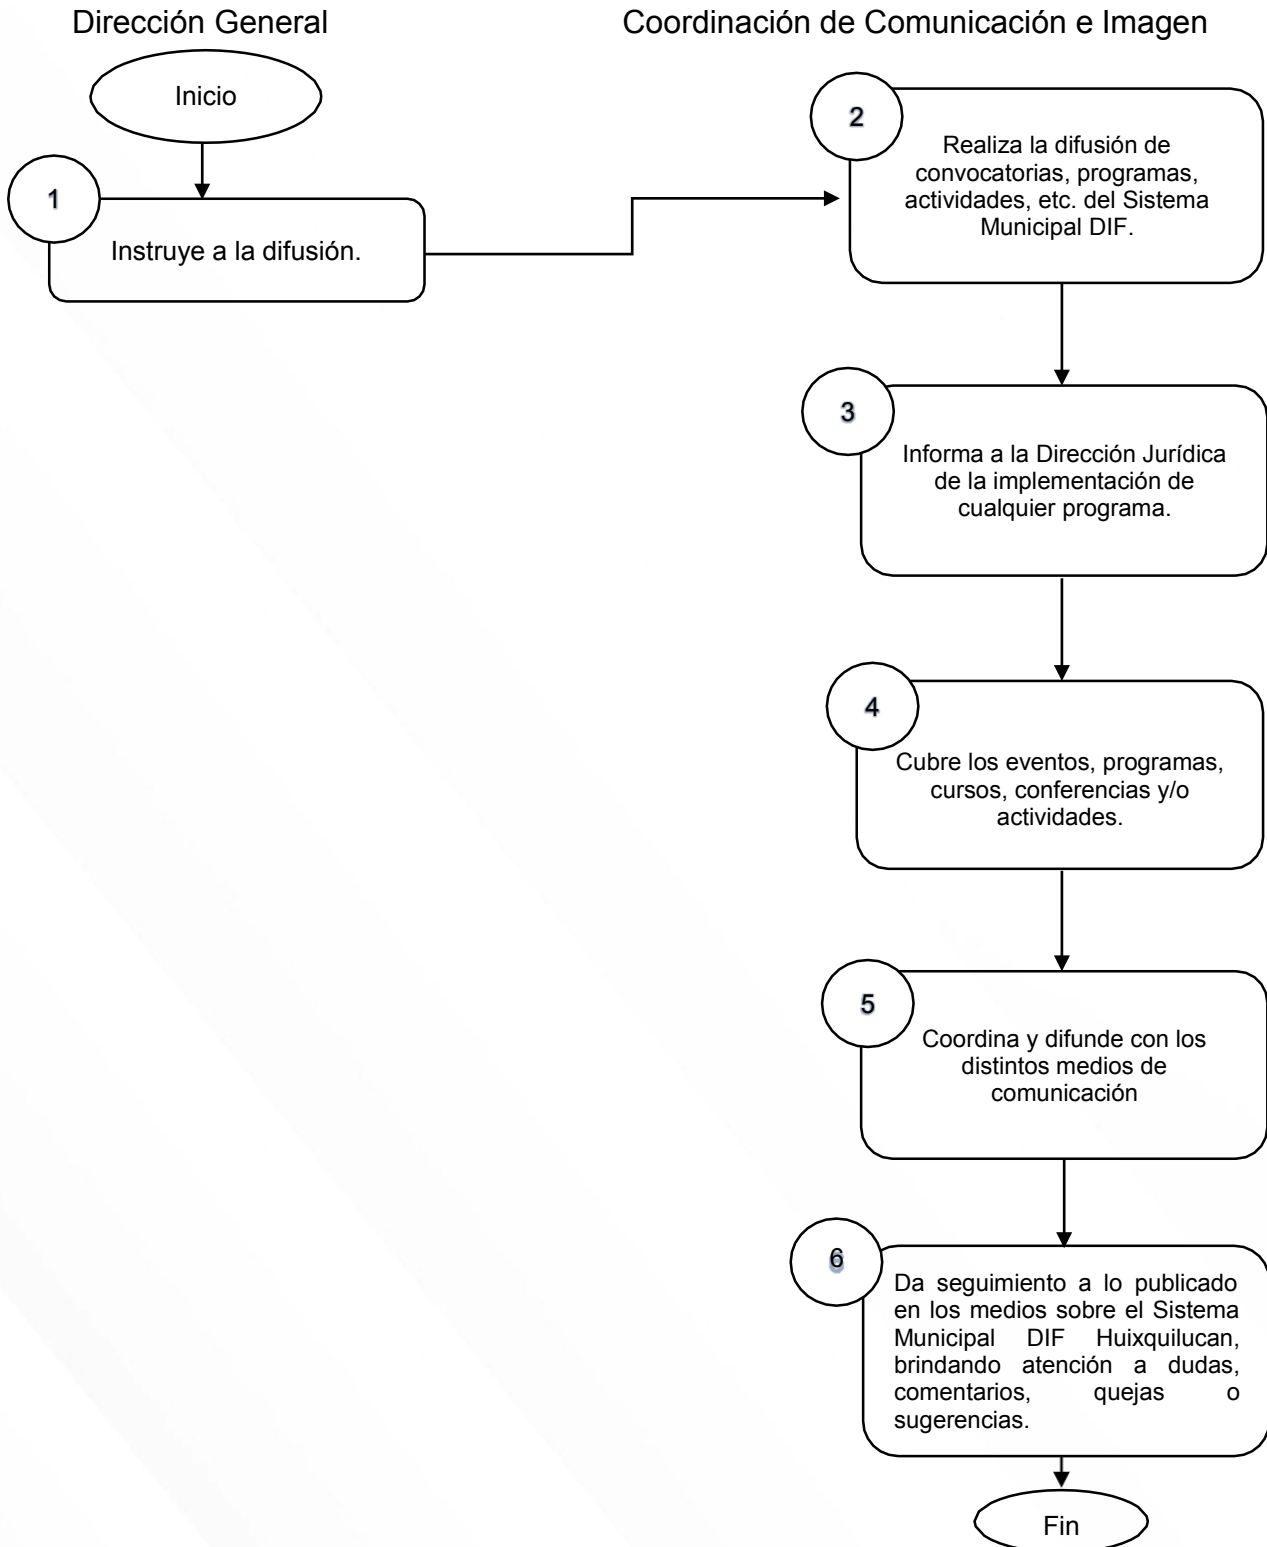 Dirección General
Coordinación de Comunicación e Imagen
Inicio
1
Instruye a la difusión.
2
Realiza la difusión de
convocatorias, programas,
actividades, etc. del Sistema
Municipal DIF.
3
Informa a la Dirección Jurídica
de la implementación de
cualquier programa.
4
Cubre los eventos, programas,
cursos, conferencias y/o
actividades.
5
Coordina y difunde con los
distintos medios de
comunicación
6
Da seguimiento a lo publicado
en los medios sobre el Sistema
Municipal DIF Huixquilucan,
brindando atención a dudas,
comentarios, quejas o
sugerencias.
Fin